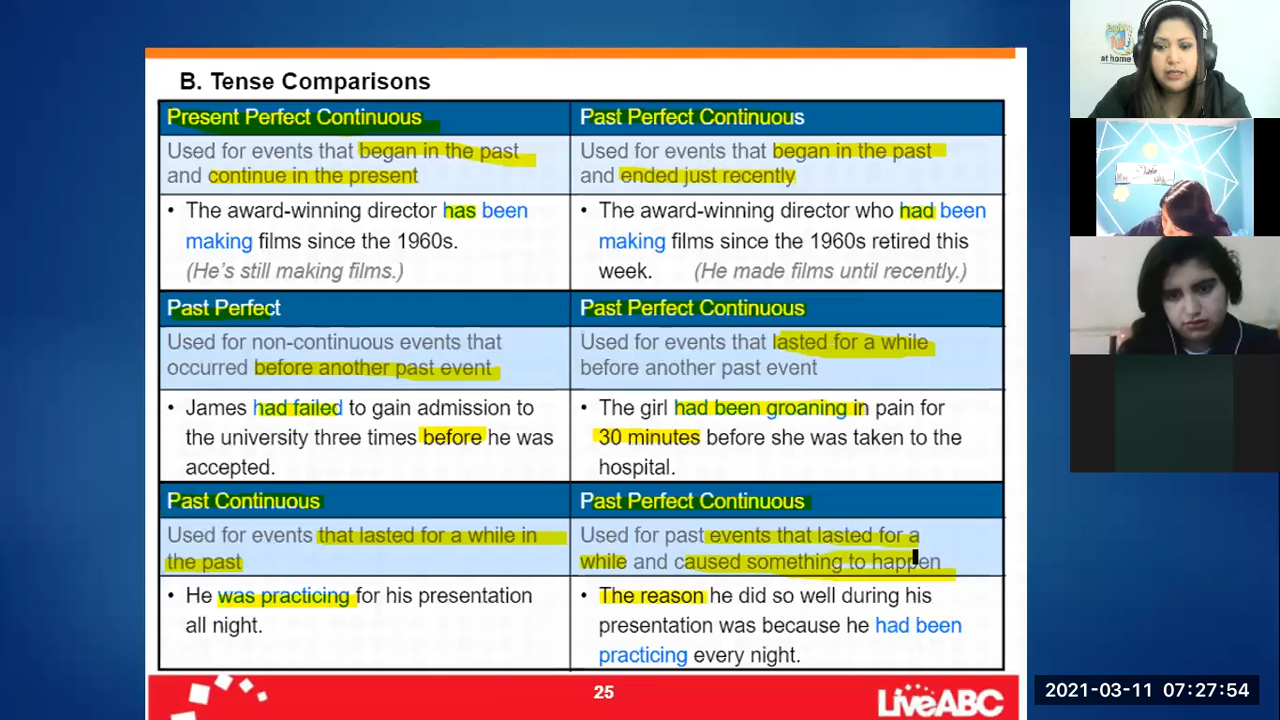 B. Tense Comparisons
Present Perfect Continuous
Past Perfect Continuous
Used for events that began in the past
and continue in the present
Used for events that began in the past
and ended just recently
• The award-winning director has been
making films since the 1960s.
(He's still making films.)
• The award-winning director who had been
making films since the 1960s retired this
week. (He made films until recently.)
Past Perfect
Past Perfect Continuous
Used for non-continuous events that
occurred before another past event
Used for events that lasted for a while
before another past event
• James had failed to gain admission to
the university three times before he was
accepted.
• The girl had been groaning in pain for
30 minutes before she was taken to the
hospital.
Past Continuous
Past Perfect Continuous
Used for events that lasted for a while in
the past
Used for past events that lasted for a
while and caused something to happen
• He was practicing for his presentation
all night.
• The reason he did so well during his
presentation was because he had been
practicing every night.
25
LiveABC
at home
2021-03-11 07:27:54